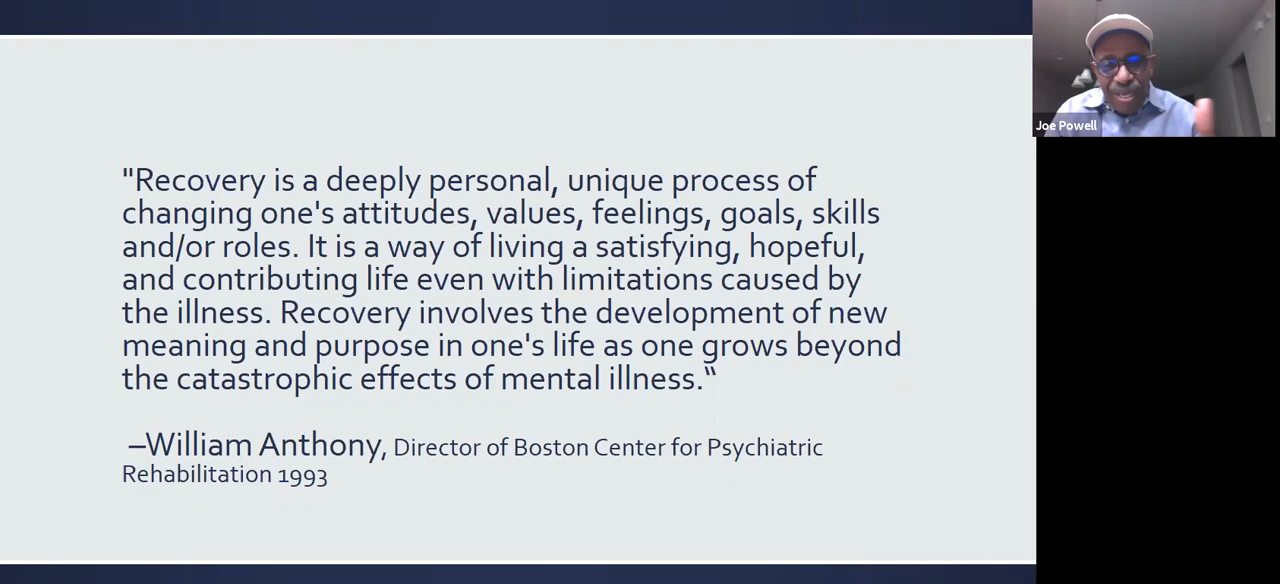 "Recovery is a deeply personal, unique process of
changing one's attitudes, values, feelings, goals, skills
and/or roles. It is a way of living a satisfying, hopeful,
and contributing life even with limitations caused by
the illness. Recovery involves the development of new
meaning and purpose in one's life as one grows beyond
the catastrophic effects of mental illness.“
–William Anthony, Director of Boston Center for Psychiatric
Rehabilitation 1993
Joe Powell